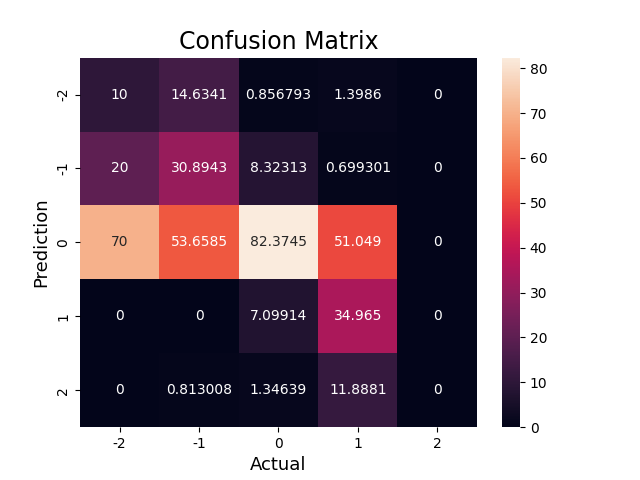 Confusion Matrix
Prediction
-2 10 14.6341 0.856793 1.3986 0
-1 20 30.8943 8.32313 0.699301 0
0 70 53.6585 82.3745 51.049 0
1 0 0 7.09914 34.965 0
2 0 0.813008 1.34639 11.8881 0
-2 -1 0 1 2
Actual
80
70
60
50
40
30
20
10
0